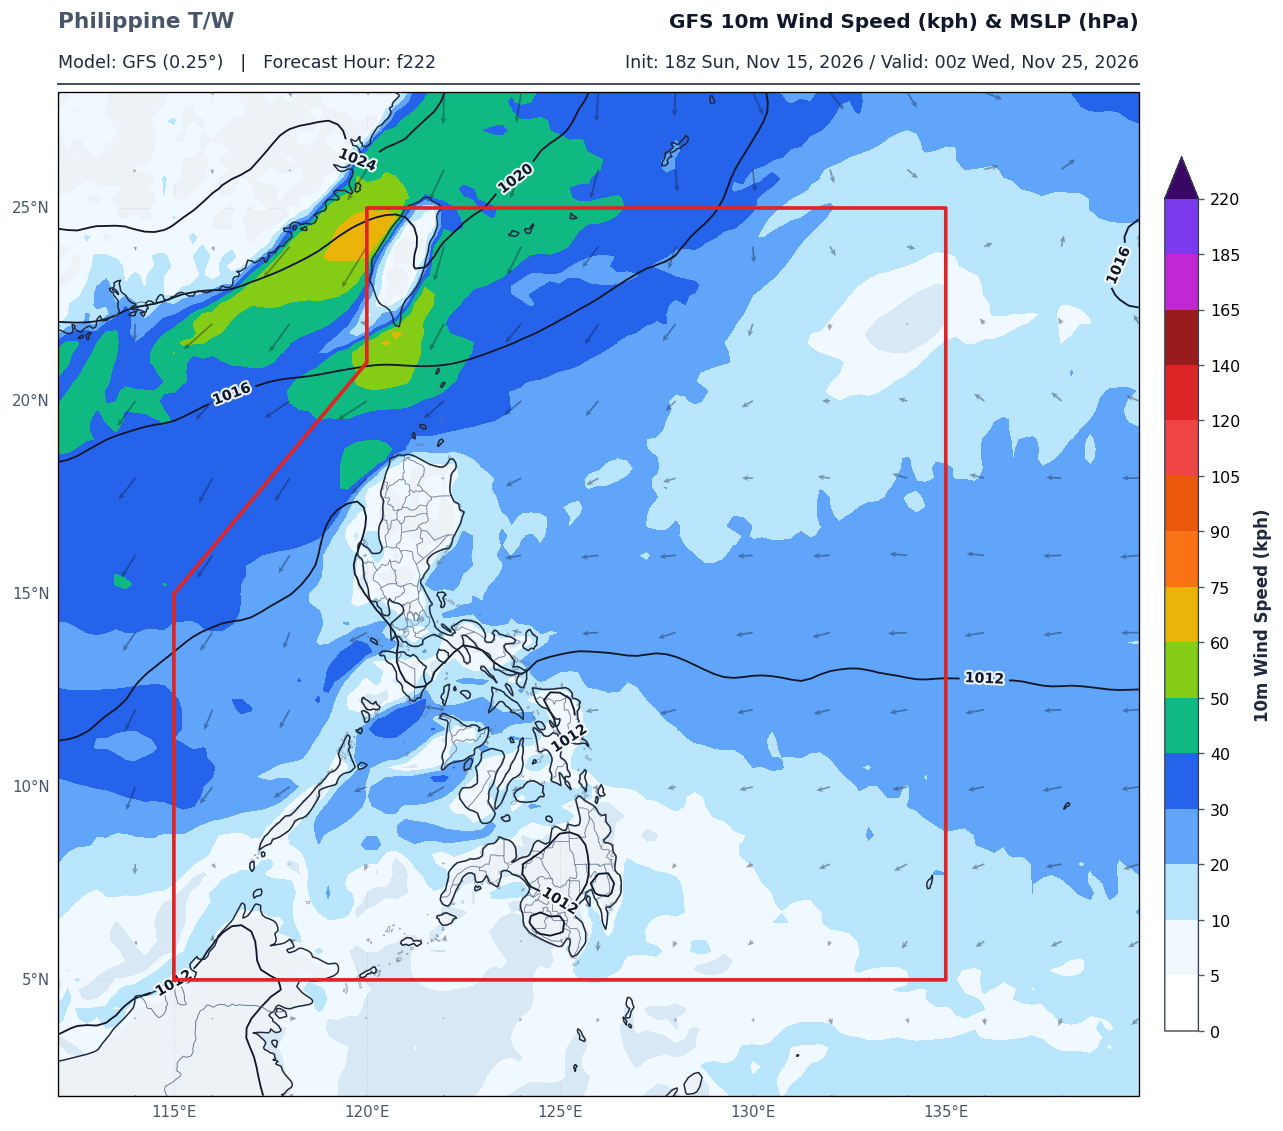 Philippine T/W
GFS 10m Wind Speed (kph) & MSLP (hPa)
Model: GFS (0.25°) | Forecast Hour: f222
Init: 18z Sun, Nov 15, 2026 / Valid: 00z Wed, Nov 25, 2026
1024
1020
1016
1016
1012
1012
1012
1012
25°N
20°N
15°N
10°N
5°N
115°E
120°E
125°E
130°E
135°E
220
185
165
140
120
105
90
75
60
50
40
30
20
10
5
0
10m Wind Speed (kph)